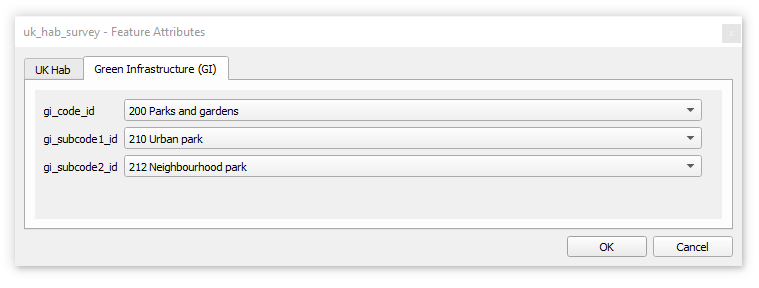 uk_hab_survey - Feature Attributes
UK Hab
Green Infrastructure (GI)
gi_code_id
200 Parks and gardens
gi_subcode1_id
210 Urban park
gi_subcode2_id
212 Neighbourhood park
OK
Cancel